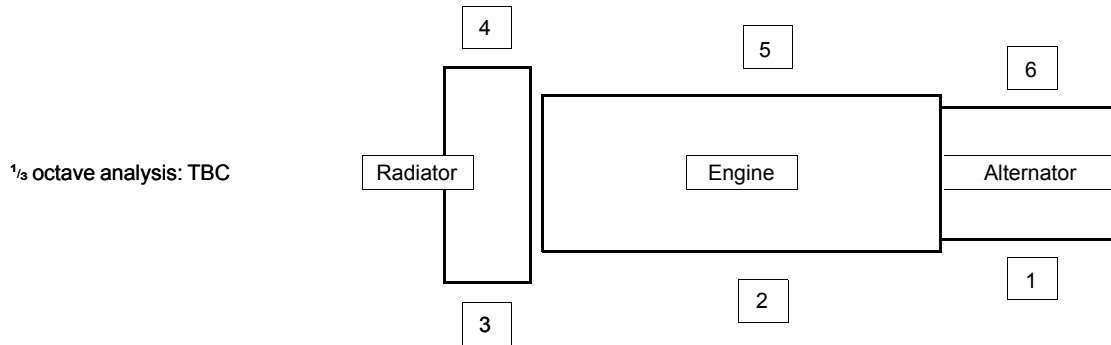 4
5
6
⅓ octave analysis: TBC
Radiator
Engine
Alternator
1
2
3